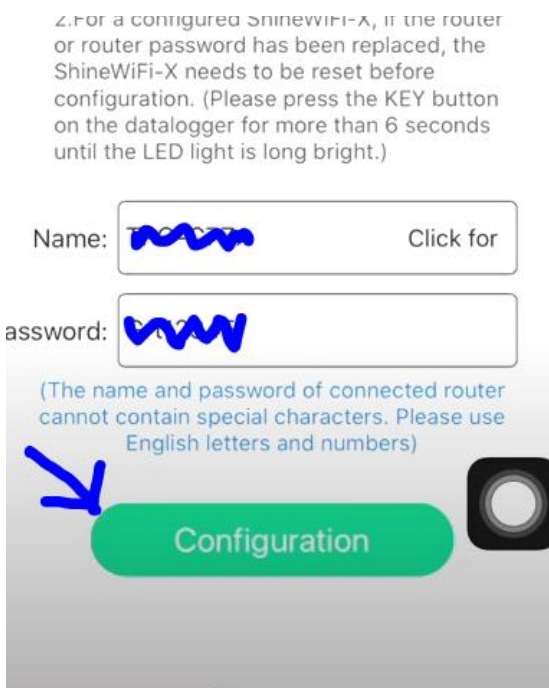 2.For a configured ShineWiFi-X, if the router
or router password has been replaced, the
ShineWiFi-X needs to be reset before
configuration. (Please press the KEY button
on the datalogger for more than 6 seconds
until the LED light is long bright.)
Name: Click for
assword:
(The name and password of connected router
cannot contain special characters. Please use
English letters and numbers)
Configuration